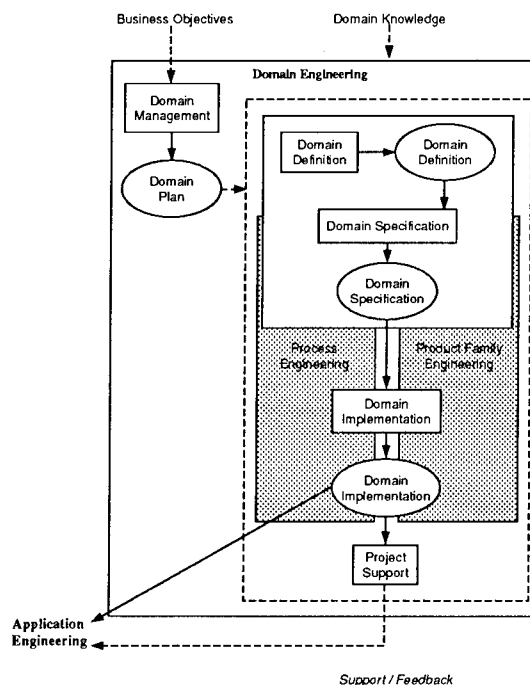 Business Objectives
Domain Knowledge
Domain Engineering
Domain
Management
Domain
Plan
Domain
Definition
Domain
Definition
Domain Specification
Domain
Specification
Process
Engineering
Product Family
Engineering
Domain
Implementation
Domain
Implementation
Project
Support
Application
Engineering
Support / Feedback